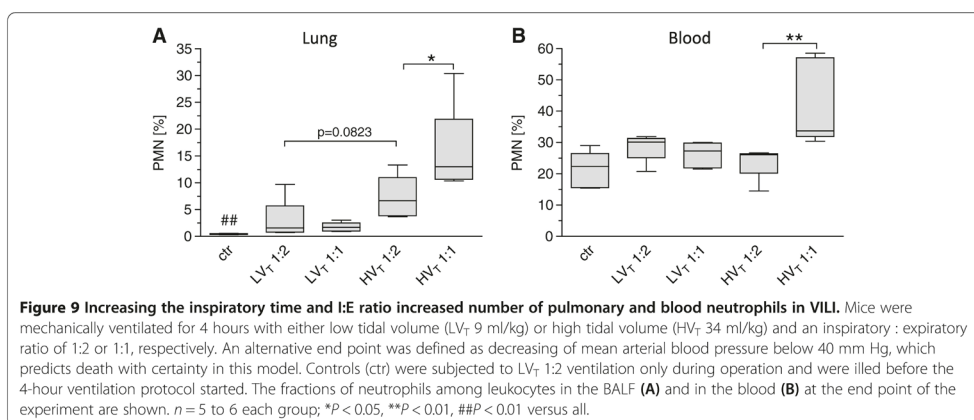 A
Lung
35
30
25
20
15
10
5
0
PMN [%]
##
p=0.0823
*
ctr
LVT 1:2
LVT 1:1
HVT 1:2
HVT 1:1
B
Blood
60
50
40
30
20
10
0
PMN [%]
**
ctr
LVT 1:2
LVT 1:1
HVT 1:2
HVT 1:1
Figure 9 Increasing the inspiratory time and I:E ratio increased number of pulmonary and blood neutrophils in VILI. Mice were
mechanically ventilated for 4 hours with either low tidal volume (LVT 9 ml/kg) or high tidal volume (HVT 34 ml/kg) and an inspiratory : expiratory
ratio of 1:2 or 1:1, respectively. An alternative end point was defined as decreasing of mean arterial blood pressure below 40 mm Hg, which
predicts death with certainty in this model. Controls (ctr) were subjected to LVT 1:2 ventilation only during operation and were illed before the
4-hour ventilation protocol started. The fractions of neutrophils among leukocytes in the BALF (A) and in the blood (B) at the end point of the
experiment are shown. n = 5 to 6 each group; *P < 0.05, **P < 0.01, ##P < 0.01 versus all.